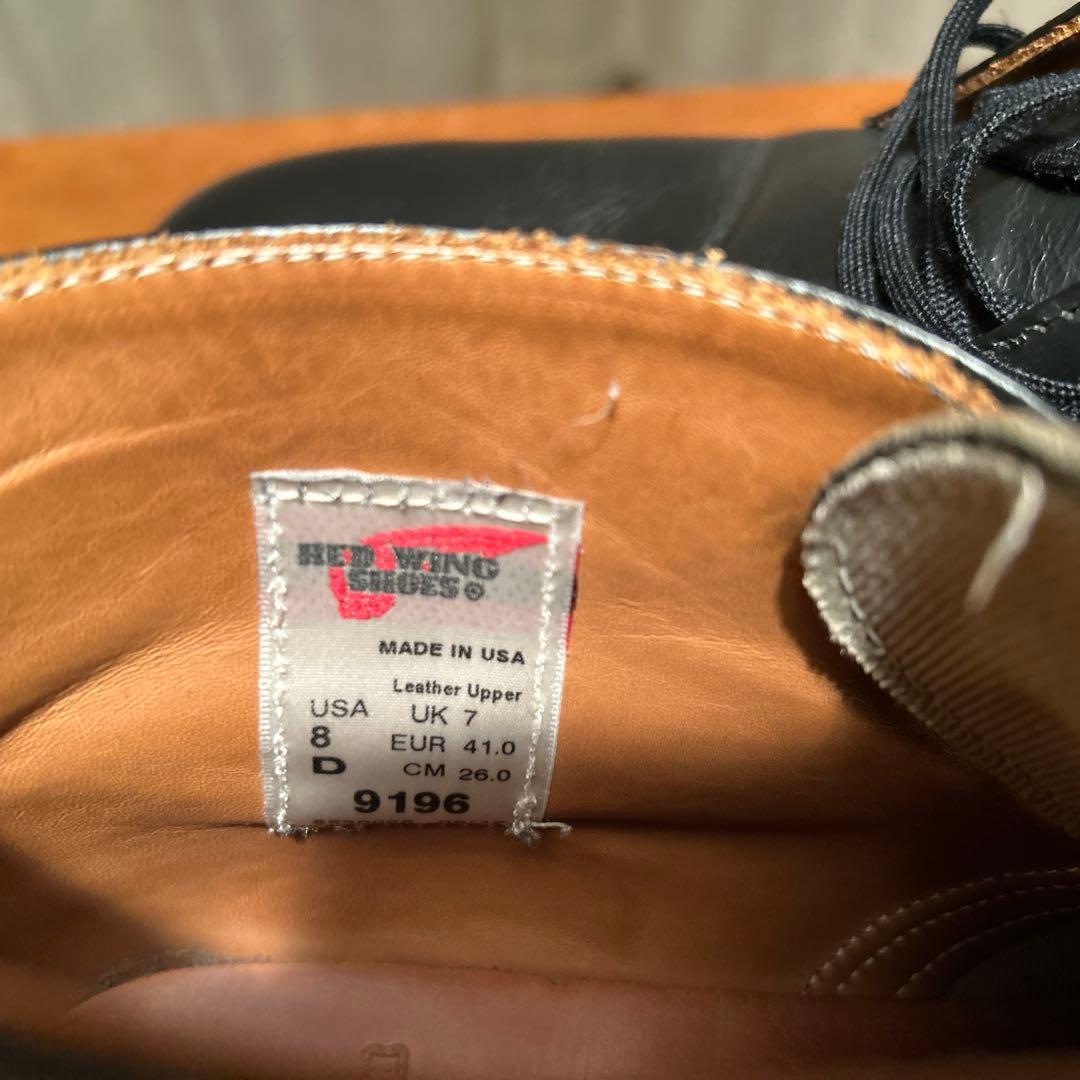 RED WING
SHOES®
MADE IN USA
Leather Upper
USA UK 7
8 EUR 41.0
D CM 26.0
9196